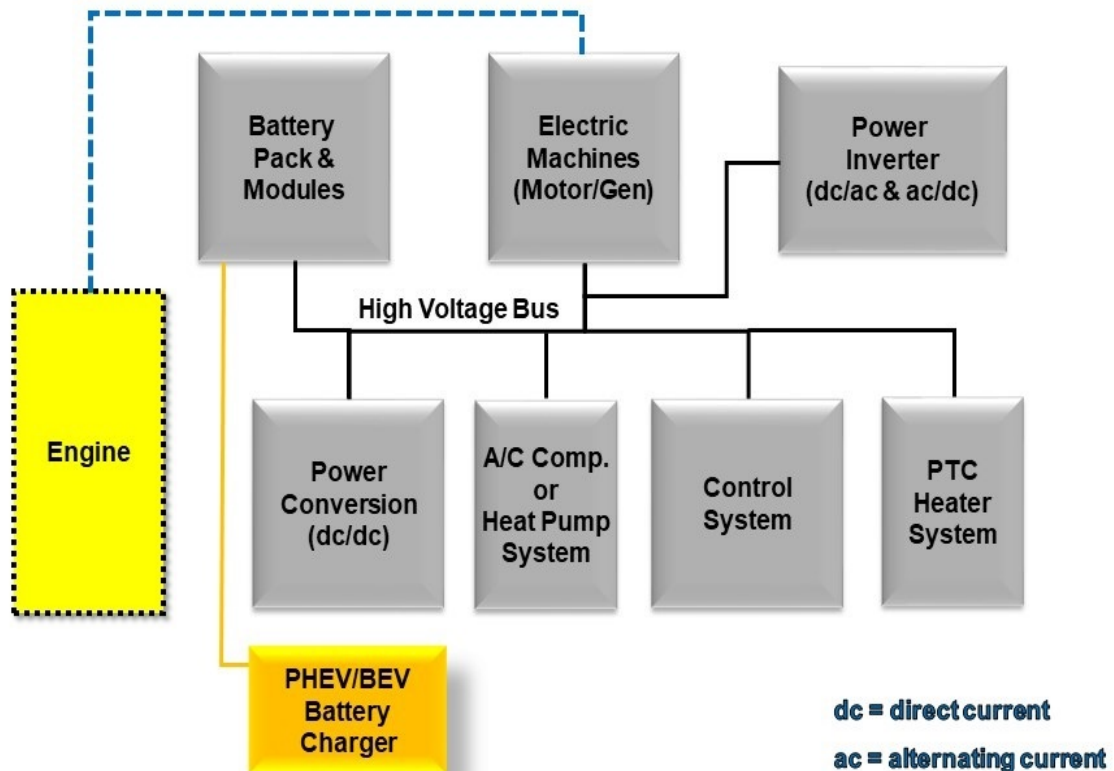 Battery
Pack &
Modules
Electric
Machines
(Motor/Gen)
Power
Inverter
(dc/ac & ac/dc)
High Voltage Bus
Engine
Power
Conversion
(dc/dc)
A/C Comp.
or
Heat Pump
System
Control
System
PTC
Heater
System
PHEV/BEV
Battery
Charger
dc = direct current
ac = alternating current